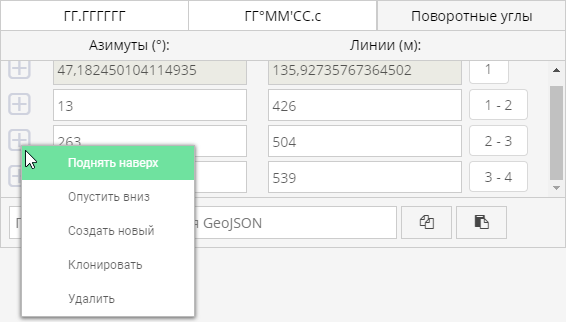 ГГ.ГГГГГГ ГГ°ММ'СС.с Поворотные углы
Азимуты (°): Линии (м):
47,182450104114935 135,92735767364502 1
13 426 1 - 2
263 504 2 - 3
539 3 - 4
Поднять наверх
Опустить вниз
Создать новый
Клонировать
Удалить
GeoJSON